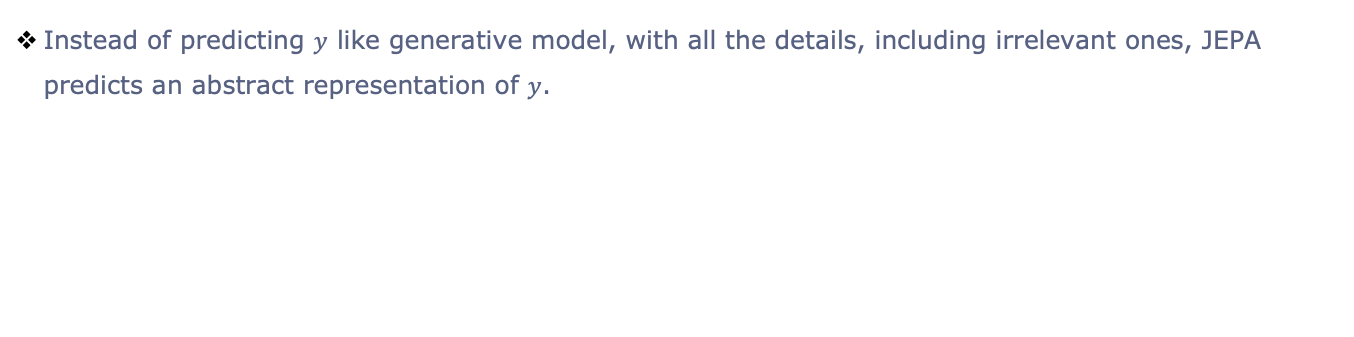 ❖ Instead of predicting y like generative model, with all the details, including irrelevant ones, JEPA
predicts an abstract representation of y.